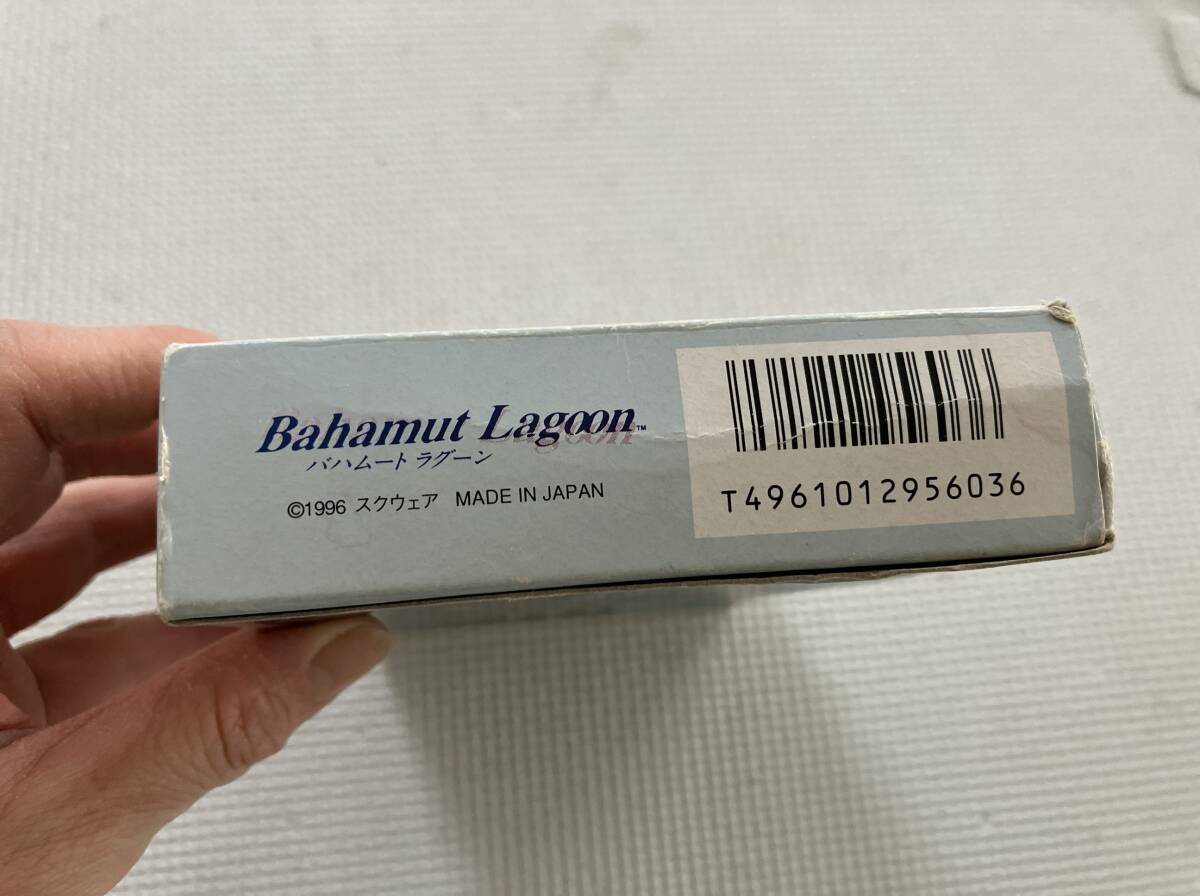 Bahamut Lagoon™
バハムート ラグーン
©1996 スクウェア MADE IN JAPAN
T4961012956036